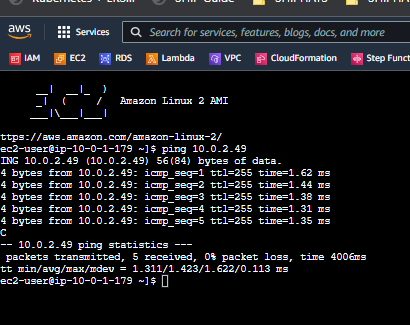 aws
Search for services, features, blogs, docs, and more
IAM EC2 RDS Lambda VPC CloudFormation Step Funct
__| __|_ )
_| ( / Amazon Linux 2 AMI
___|\___|___|
ttps://aws.amazon.com/amazon-linux-2/
ec2-user@ip-10-0-1-179 ~]$ ping 10.0.2.49
ING 10.0.2.49 (10.0.2.49) 56(84) bytes of data.
4 bytes from 10.0.2.49: icmp_seq=1 ttl=255 time=1.62 ms
4 bytes from 10.0.2.49: icmp_seq=2 ttl=255 time=1.44 ms
4 bytes from 10.0.2.49: icmp_seq=3 ttl=255 time=1.38 ms
4 bytes from 10.0.2.49: icmp_seq=4 ttl=255 time=1.31 ms
4 bytes from 10.0.2.49: icmp_seq=5 ttl=255 time=1.35 ms
C
-- 10.0.2.49 ping statistics ---
packets transmitted, 5 received, 0% packet loss, time 4006ms
tt min/avg/max/mdev = 1.311/1.423/1.622/0.113 ms
ec2-user@ip-10-0-1-179 ~]$